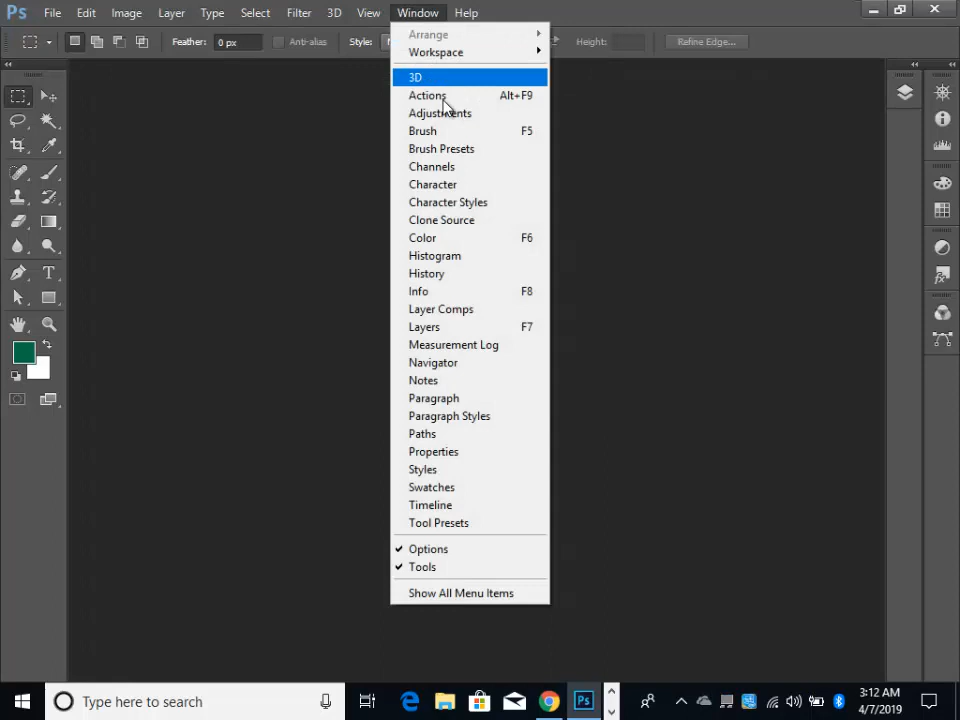 Ps File Edit Image Layer Type Select Filter 3D View Window Help
Feather: 0 px Anti-alias Style: Height: Refine Edge...
Arrange
Workspace
3D
Actions Alt+F9
Adjustments
Brush F5
Brush Presets
Channels
Character
Character Styles
Clone Source
Color F6
Histogram
History
Info F8
Layer Comps
Layers F7
Measurement Log
Navigator
Notes
Paragraph
Paragraph Styles
Paths
Properties
Styles
Swatches
Timeline
Tool Presets
Options
Tools
Show All Menu Items
Type here to search
Ps
3:12 AM
4/7/2019